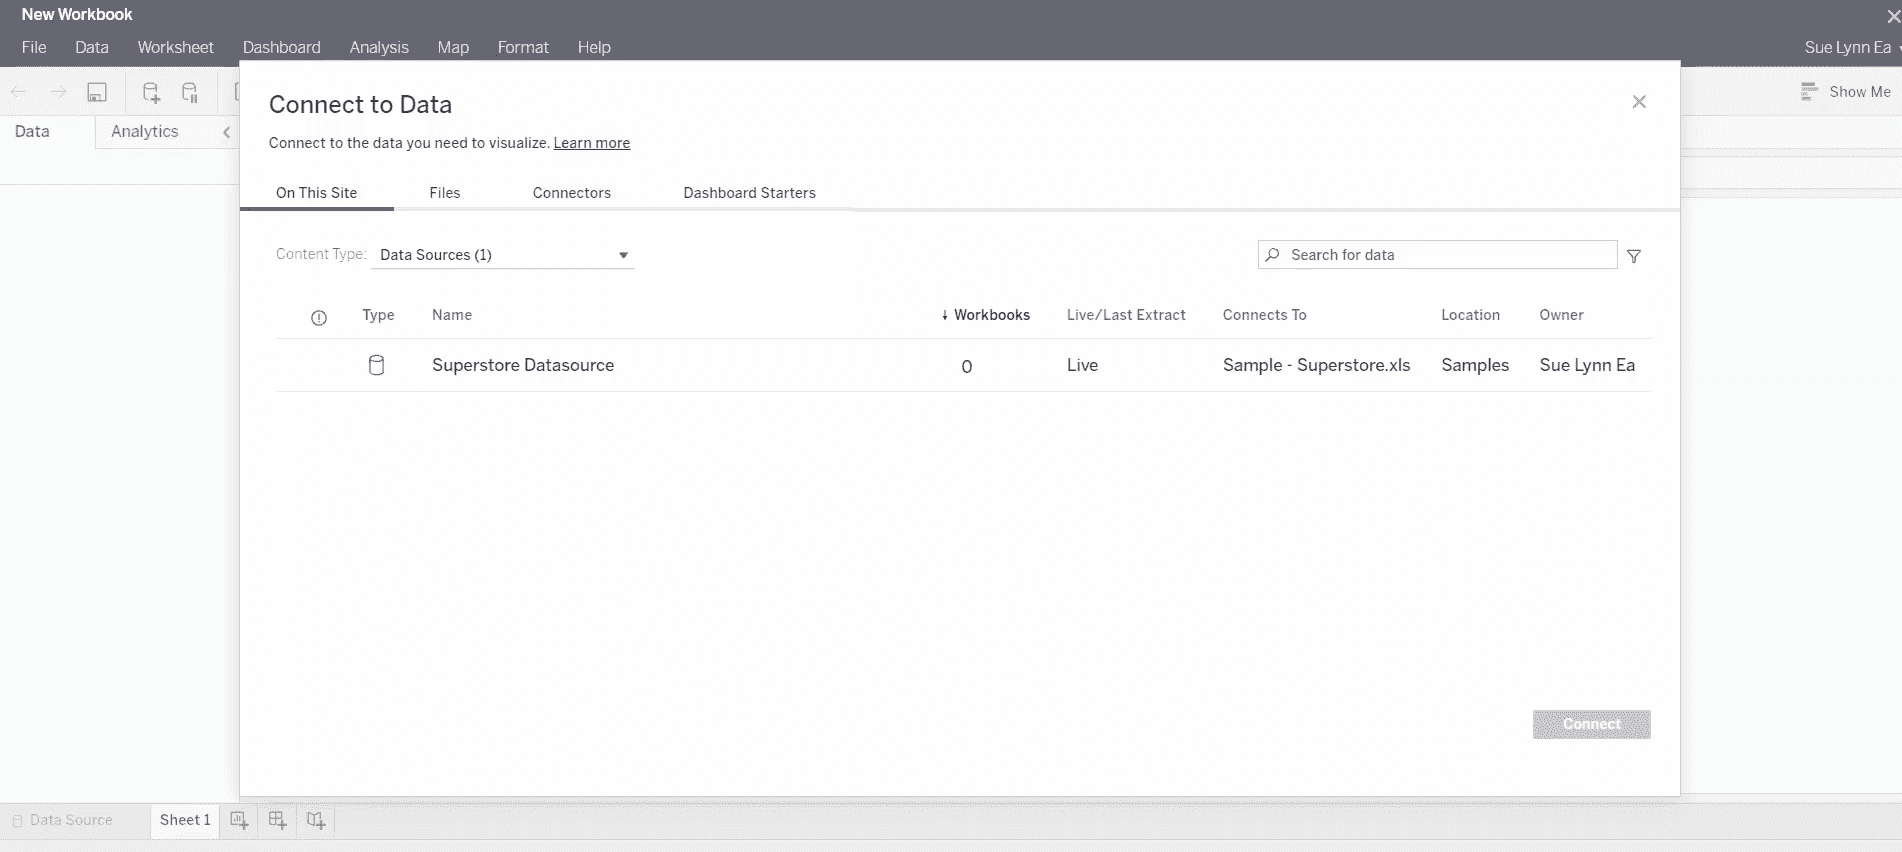 New Workbook
File Data Worksheet Dashboard Analysis Map Format Help
Sue Lynn Ea
Show Me
Data Analytics
Connect to Data
Connect to the data you need to visualize. Learn more
On This Site Files Connectors Dashboard Starters
Content Type: Data Sources (1)
Search for data
Type Name ↓ Workbooks Live/Last Extract Connects To Location Owner
Superstore Datasource 0 Live Sample - Superstore.xls Samples Sue Lynn Ea
Connect
Data Source Sheet 1